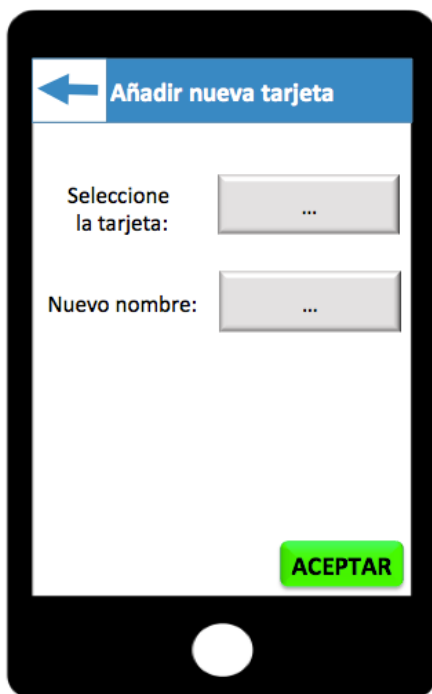 Añadir nueva tarjeta
Seleccione
la tarjeta:
...
Nuevo nombre:
...
ACEPTAR